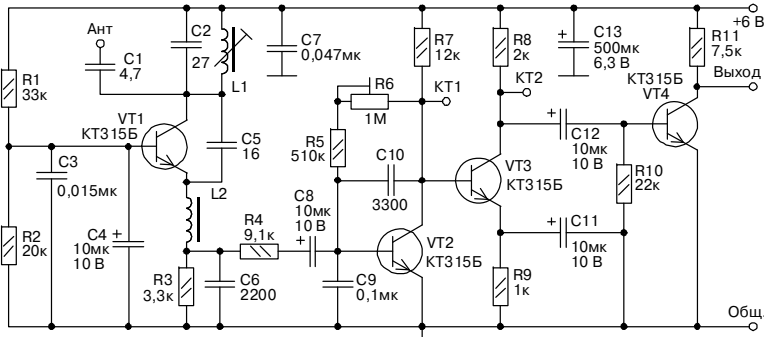 Ант
C1
4,7
C2
27
L1
C7
0,047мк
R7
12к
R8
2к
C13
500мк
6,3 В
R11
7,5к
+6 В
R1
33к
VT1
КТ315Б
R6
1М
КТ1
КТ2
КТ315Б
VT4
Выход
C5
16
R5
510к
C10
3300
C3
0,015мк
L2
VT3
КТ315Б
C12
10мк
10 В
R10
22к
R2
20к
C4
10мк
10 В
R4
9,1к
C8
10мк
10 В
VT2
КТ315Б
C11
10мк
10 В
R3
3,3к
C6
2200
C9
0,1мк
R9
1к
Общ.
+
+
+
+
+